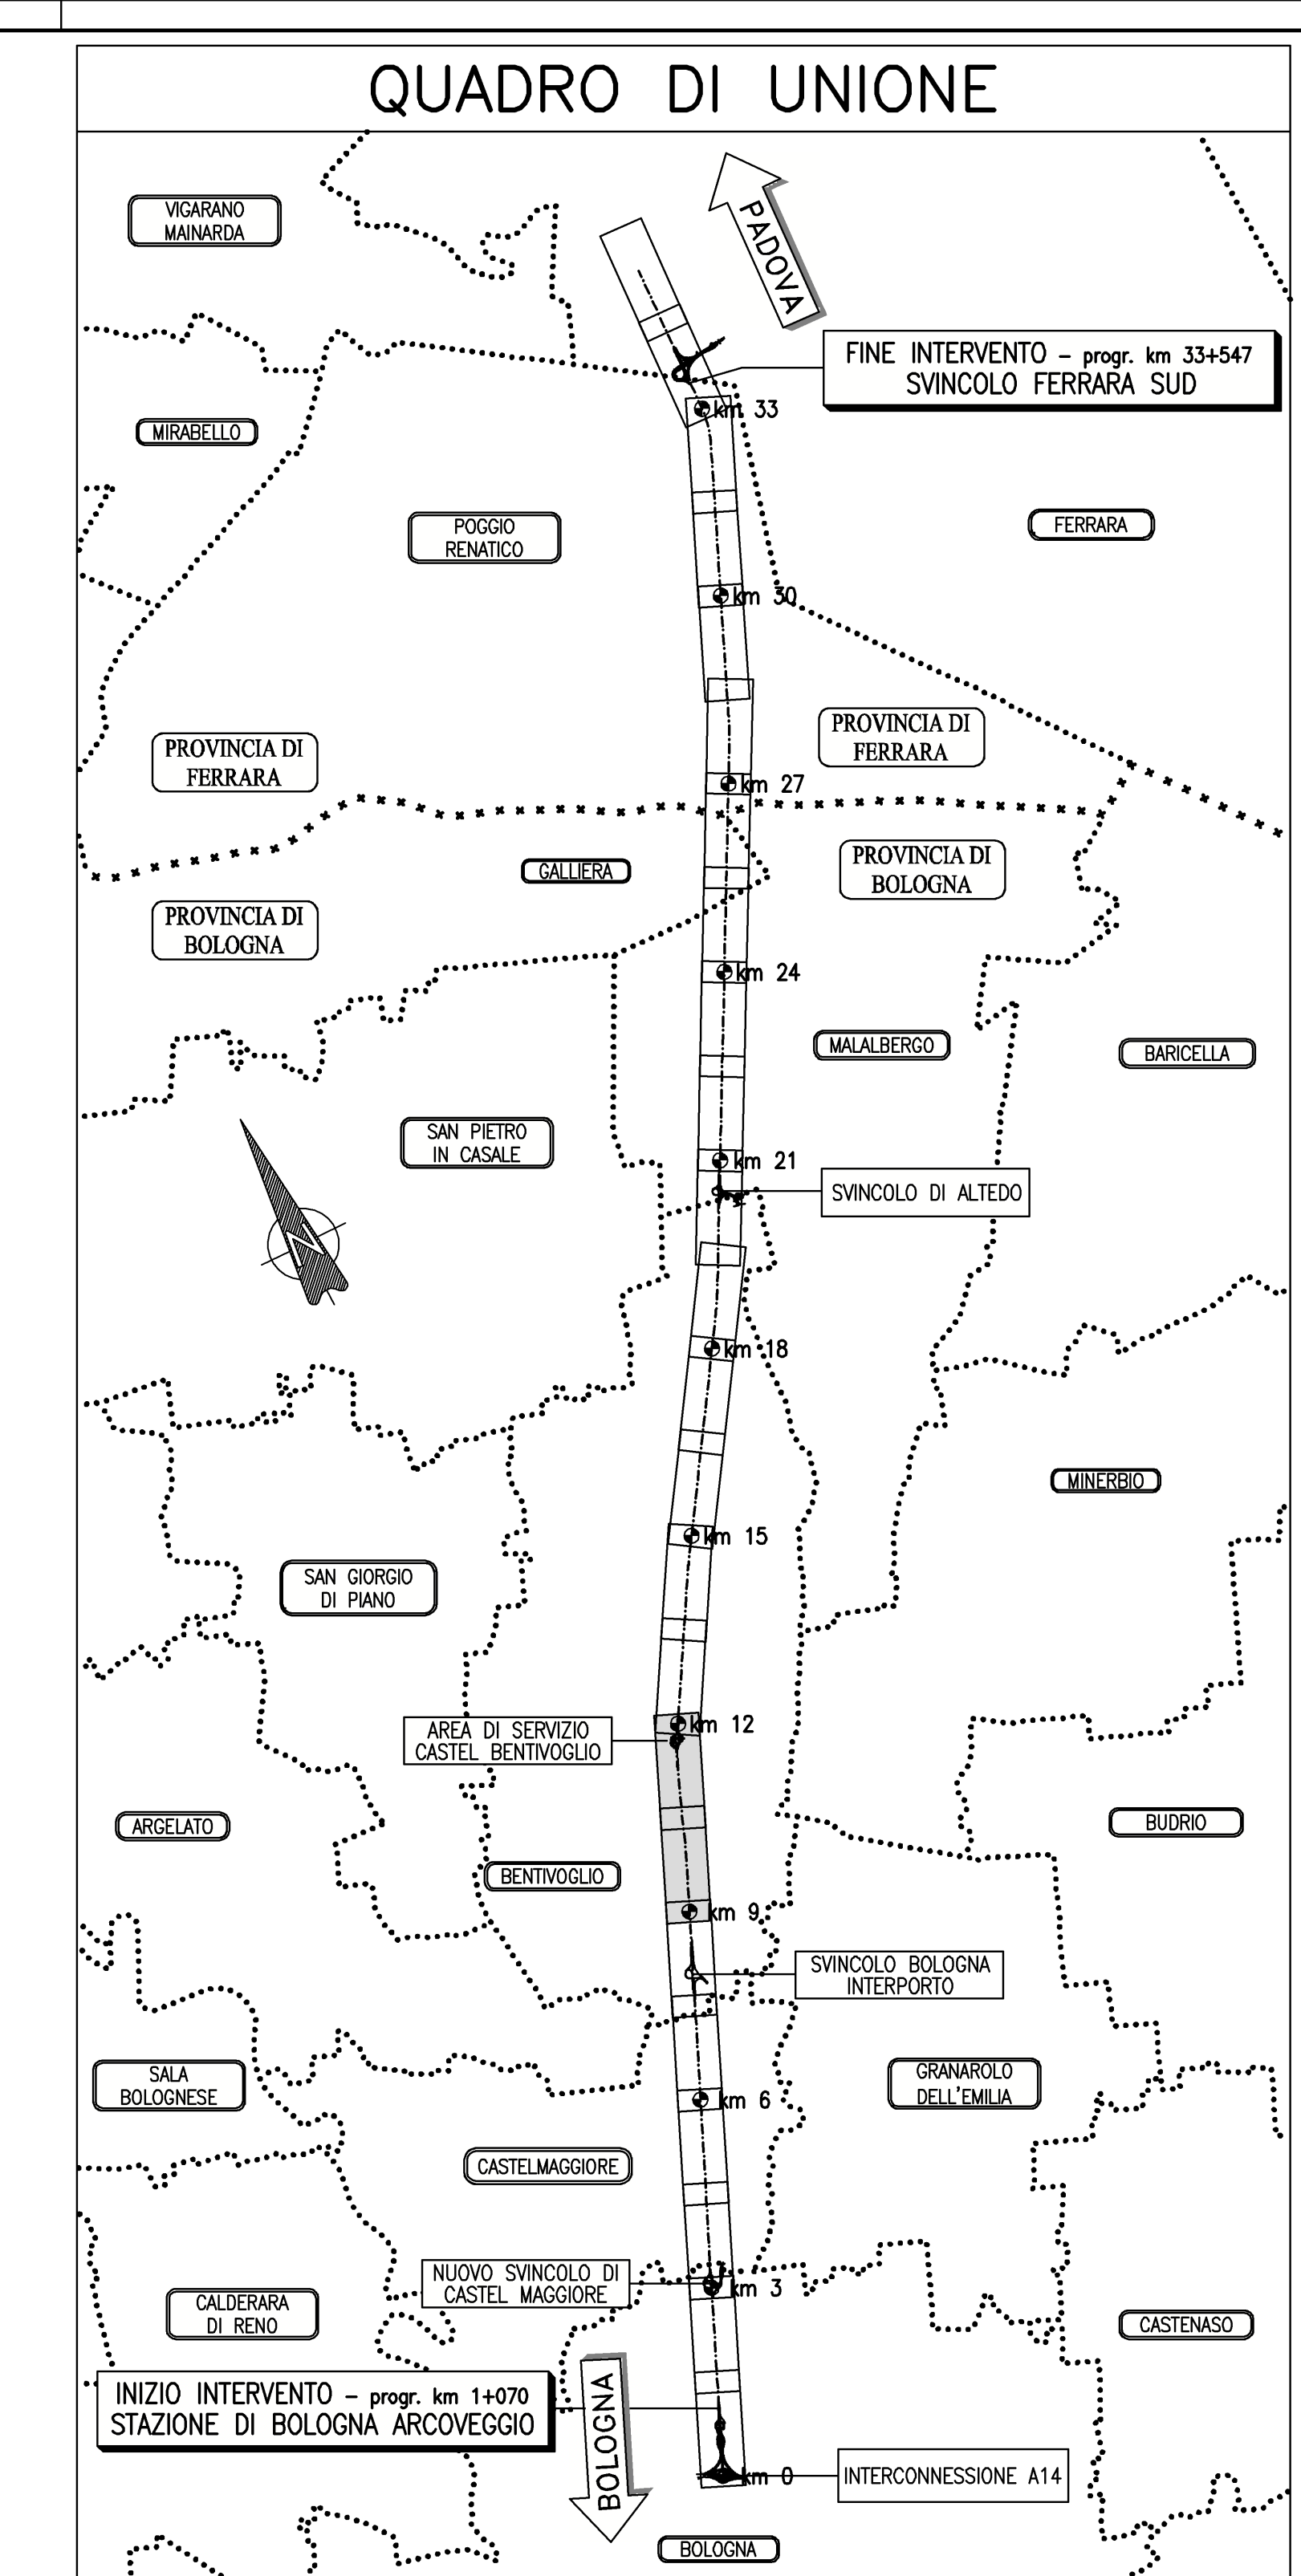 QUADRO DI UNIONE
PADOVA
VIGARANO
MAINARDA
FINE INTERVENTO – progr. km 33+547
SVINCOLO FERRARA SUD
km 33
MIRABELLO
POGGIO
RENATICO
FERRARA
km 30
PROVINCIA DI
FERRARA
PROVINCIA DI
FERRARA
km 27
GALLIERA
PROVINCIA DI
BOLOGNA
PROVINCIA DI
BOLOGNA
km 24
MALALBERGO
BARICELLA
SAN PIETRO
IN CASALE
km 21
SVINCOLO DI ALTEDO
N
km 18
MINERBIO
km 15
SAN GIORGIO
DI PIANO
km 12
AREA DI SERVIZIO
CASTEL BENTIVOGLIO
ARGELATO
BUDRIO
BENTIVOGLIO
km 9
SVINCOLO BOLOGNA
INTERPORTO
SALA
BOLOGNESE
GRANAROLO
DELL'EMILIA
km 6
CASTELMAGGIORE
NUOVO SVINCOLO DI
CASTEL MAGGIORE
km 3
CALDERARA
DI RENO
CASTENASO
INIZIO INTERVENTO – progr. km 1+070
STAZIONE DI BOLOGNA ARCOVEGGIO
BOLOGNA
km 0
INTERCONNESSIONE A14
BOLOGNA